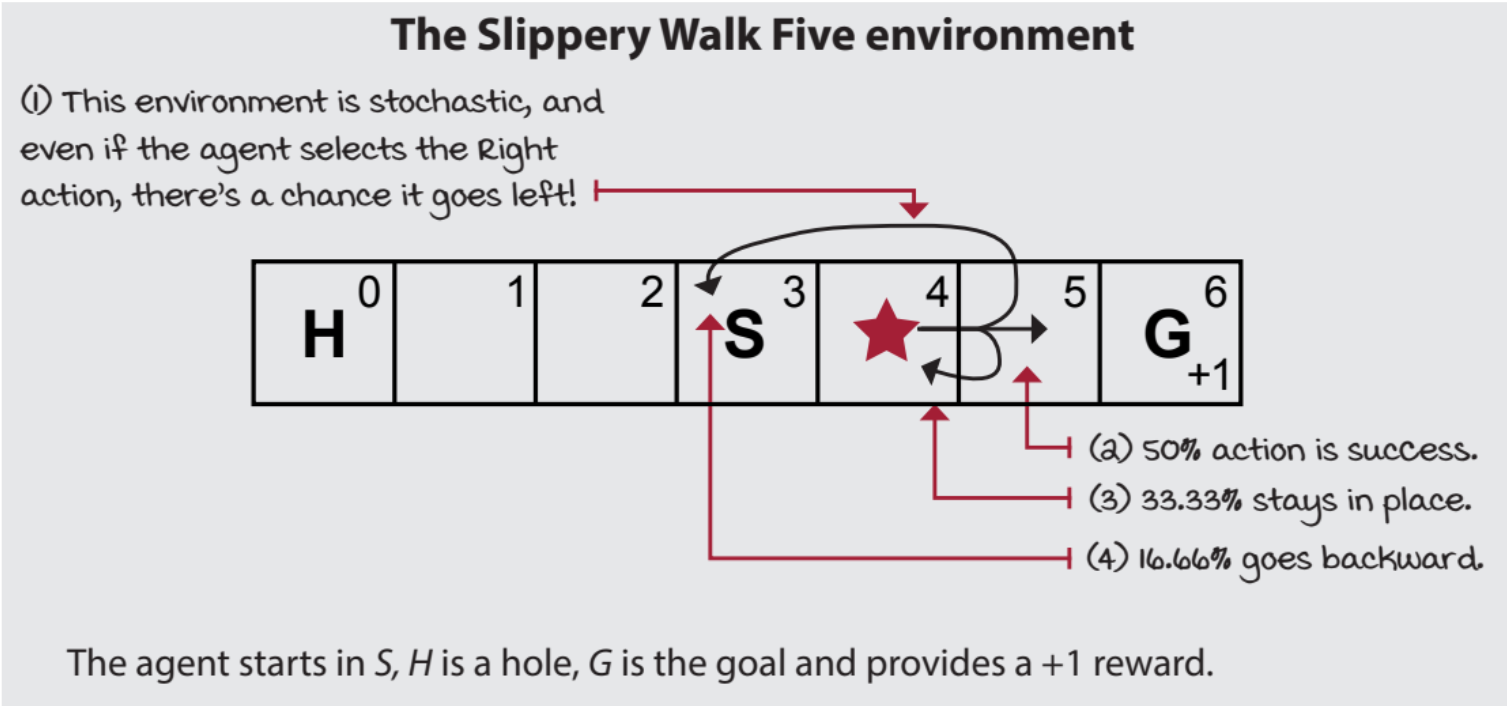 The Slippery Walk Five environment
(1) This environment is stochastic, and
even if the agent selects the Right
action, there's a chance it goes left!
0 1 2 3 4 5 6
H S G
+1
(2) 50% action is success.
(3) 33.33% stays in place.
(4) 16.66% goes backward.
The agent starts in S, H is a hole, G is the goal and provides a +1 reward.